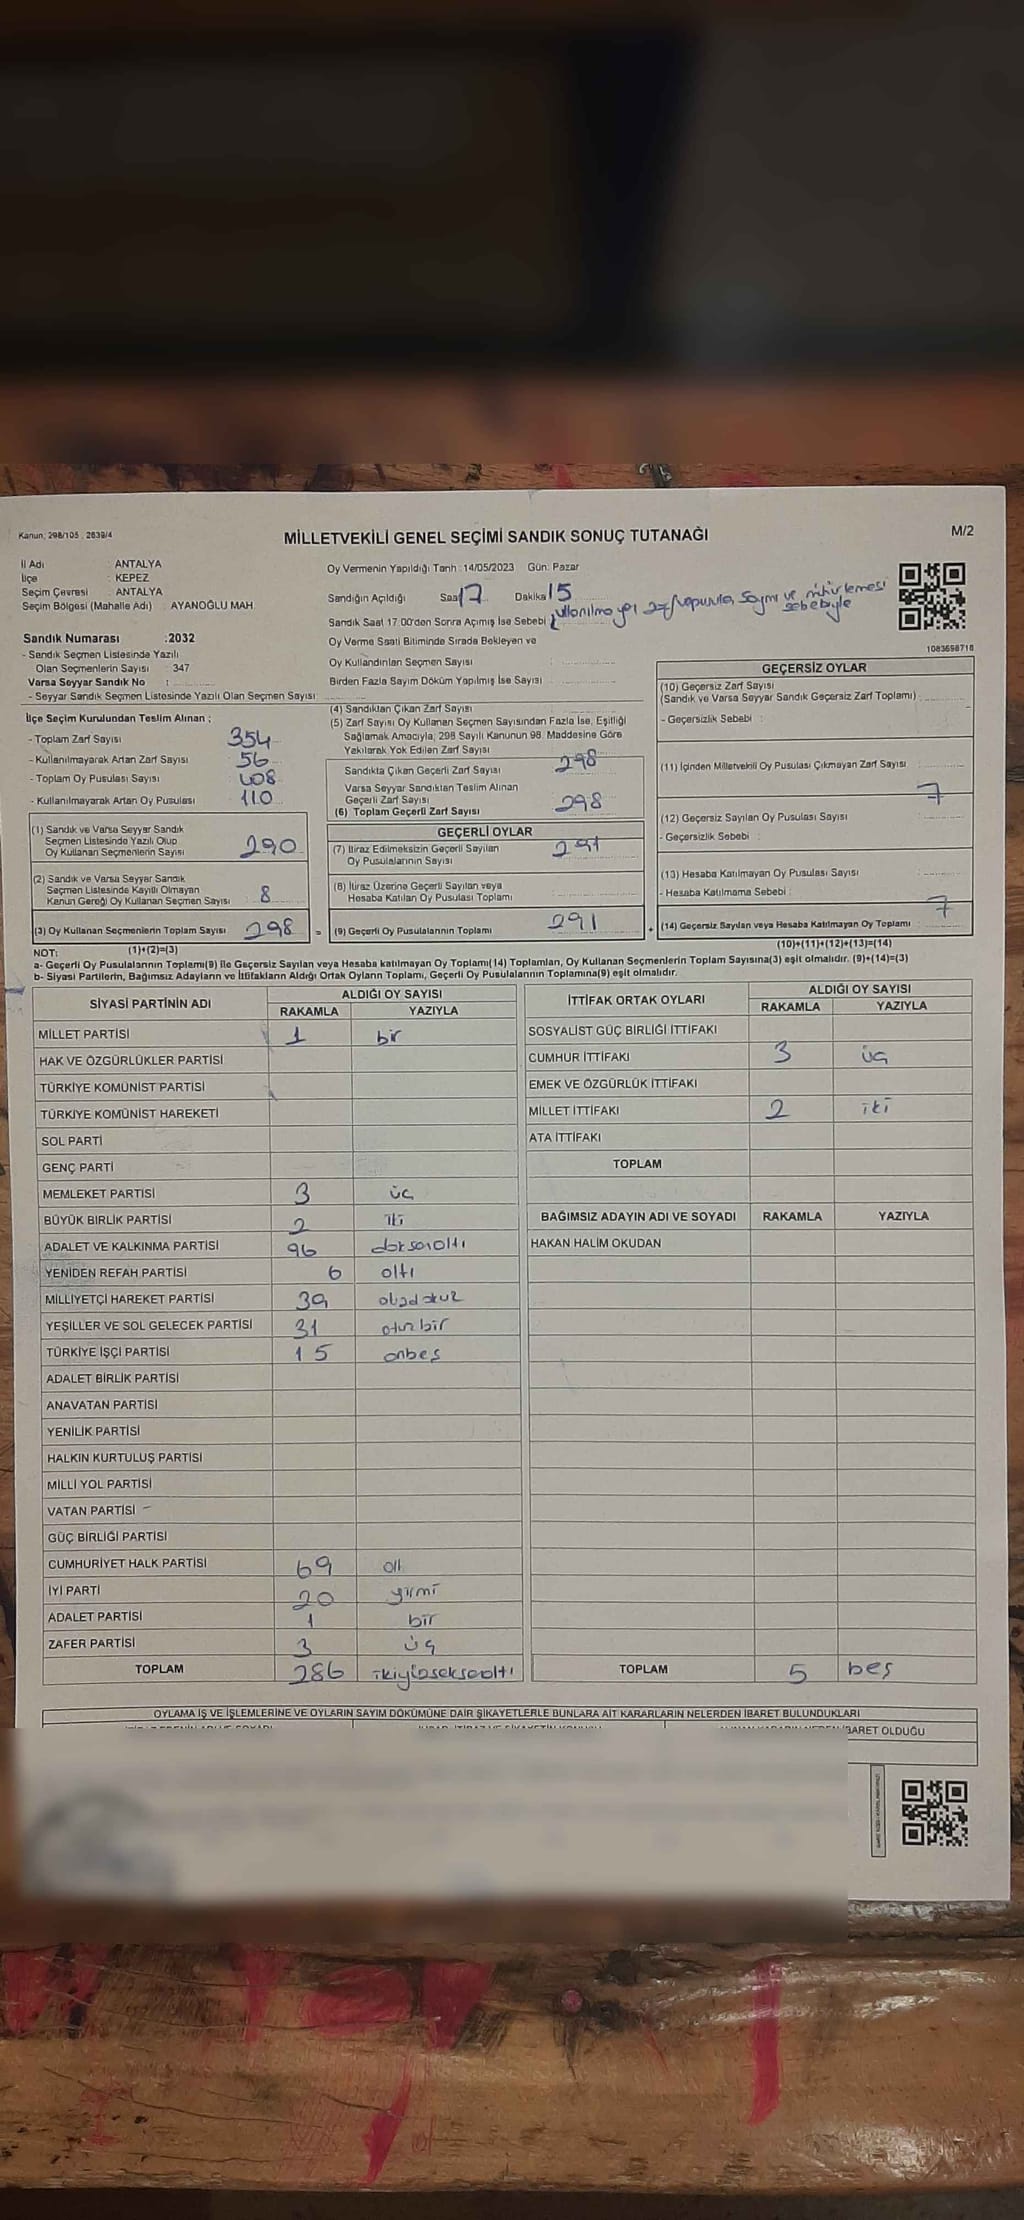 Kanun: 298/105 , 2839/4
MİLLETVEKİLİ GENEL SEÇİMİ SANDIK SONUÇ TUTANAĞI
M/2
İl Adı : ANTALYA
İlçe : KEPEZ
Seçim Çevresi : ANTALYA
Seçim Bölgesi (Mahalle Adı) : AYANOĞLU MAH.
Oy Vermenin Yapıldığı Tarih :14/05/2023 Gün: Pazar
Sandığın Açıldığı Saat 17 Dakika 15
Sandık Saat 17.00'den Sonra Açımış İse Sebebi : sayımı ve mühürlemesi
sebebiyle
Oy Verme Saati Bitiminde Sırada Bekleyen ve
Oy Kullandırılan Seçmen Sayısı :
Birden Fazla Sayım Döküm Yapılmış İse Sayısı :
1083698718
Sandık Numarası :2032
- Sandık Seçmen Listesinde Yazılı
Olan Seçmenlerin Sayısı : 347
Varsa Seyyar Sandık No :
- Seyyar Sandık Seçmen Listesinde Yazılı Olan Seçmen Sayısı:
İlçe Seçim Kurulundan Teslim Alınan ;
- Toplam Zarf Sayısı 354
- Kullanılmayarak Artan Zarf Sayısı 56
- Toplam Oy Pusulası Sayısı 408
- Kullanılmayarak Artan Oy Pusulası 110
(1) Sandık ve Varsa Seyyar Sandık
Seçmen Listesinde Yazılı Olup
Oy Kullanan Seçmenlerin Sayısı 290
(2) Sandık ve Varsa Seyyar Sandık
Seçmen Listesinde Kayıtlı Olmayan
Kanun Gereği Oy Kullanan Seçmen Sayısı 8
(3) Oy Kullanan Seçmenlerin Toplam Sayısı 298
(1)+(2)=(3)
(4) Sandıktan Çıkan Zarf Sayısı
(5) Zarf Sayısı Oy Kullanan Seçmen Sayısından Fazla İse, Eşitliği
Sağlamak Amacıyla; 298 Sayılı Kanunun 98. Maddesine Göre
Yakılarak Yok Edilen Zarf Sayısı
Sandıkta Çıkan Geçerli Zarf Sayısı 298
Varsa Seyyar Sandıktan Teslim Alınan
Geçerli Zarf Sayısı
(6) Toplam Geçerli Zarf Sayısı 298
GEÇERLİ OYLAR
(7) İtiraz Edilmeksizin Geçerli Sayılan
Oy Pusulalarının Sayısı 291
(8) İtiraz Üzerine Geçerli Sayılan veya
Hesaba Katılan Oy Pusulası Toplamı
= (9) Geçerli Oy Pusulalarının Toplamı 291
GEÇERSİZ OYLAR
(10) Geçersiz Zarf Sayısı
(Sandık ve Varsa Seyyar Sandık Geçersiz Zarf Toplamı)
- Geçersizlik Sebebi :
(11) İçinden Milletvekili Oy Pusulası Çıkmayan Zarf Sayısı :
7
(12) Geçersiz Sayılan Oy Pusulası Sayısı :
- Geçersizlik Sebebi :
(13) Hesaba Katılmayan Oy Pusulası Sayısı :
- Hesaba Katılmama Sebebi :
+ (14) Geçersiz Sayılan veya Hesaba Katılmayan Oy Toplamı : 7
(10)+(11)+(12)+(13)=(14)
NOT:
a- Geçerli Oy Pusulalarının Toplamı(9) ile Geçersiz Sayılan veya Hesaba katılmayan Oy Toplamı(14) Toplamları, Oy Kullanan Seçmenlerin Toplam Sayısına(3) eşit olmalıdır. (9)+(14)=(3)
b- Siyasi Partilerin, Bağımsız Adayların ve İttifakların Aldığı Ortak Oyların Toplamı, Geçerli Oy Pusulalarının Toplamına(9) eşit olmalıdır.
SİYASİ PARTİNİN ADI
ALDIĞI OY SAYISI
RAKAMLA YAZIYLA
MİLLET PARTİSİ 1 bir
HAK VE ÖZGÜRLÜKLER PARTİSİ
TÜRKİYE KOMÜNİST PARTİSİ
TÜRKİYE KOMÜNİST HAREKETİ
SOL PARTİ
GENÇ PARTİ
MEMLEKET PARTİSİ 3 üç
BÜYÜK BİRLİK PARTİSİ 2 iki
ADALET VE KALKINMA PARTİSİ 96 doksanaltı
YENİDEN REFAH PARTİSİ 6 altı
MİLLİYETÇİ HAREKET PARTİSİ 39
YEŞİLLER VE SOL GELECEK PARTİSİ 31 otuzbir
TÜRKİYE İŞÇİ PARTİSİ 15 onbeş
ADALET BİRLİK PARTİSİ
ANAVATAN PARTİSİ
YENİLİK PARTİSİ
HALKIN KURTULUŞ PARTİSİ
MİLLİ YOL PARTİSİ
VATAN PARTİSİ
GÜÇ BİRLİĞİ PARTİSİ
CUMHURİYET HALK PARTİSİ 69
İYİ PARTİ 20 yirmi
ADALET PARTİSİ 1 bir
ZAFER PARTİSİ 3 üç
TOPLAM 286
İTTİFAK ORTAK OYLARI
ALDIĞI OY SAYISI
RAKAMLA YAZIYLA
SOSYALİST GÜÇ BİRLİĞİ İTTİFAKI
CUMHUR İTTİFAKI 3 üç
EMEK VE ÖZGÜRLÜK İTTİFAKI
MİLLET İTTİFAKI 2 iki
ATA İTTİFAKI
TOPLAM
BAĞIMSIZ ADAYIN ADI VE SOYADI RAKAMLA YAZIYLA
HAKAN HALİM OKUDAN
TOPLAM 5 beş
OYLAMA İŞ VE İŞLEMLERİNE VE OYLARIN SAYIM DÖKÜMÜNE DAİR ŞİKAYETLERLE BUNLARA AİT KARARLARIN NELERDEN İBARET BULUNDUKLARI
İBARET OLDUĞU